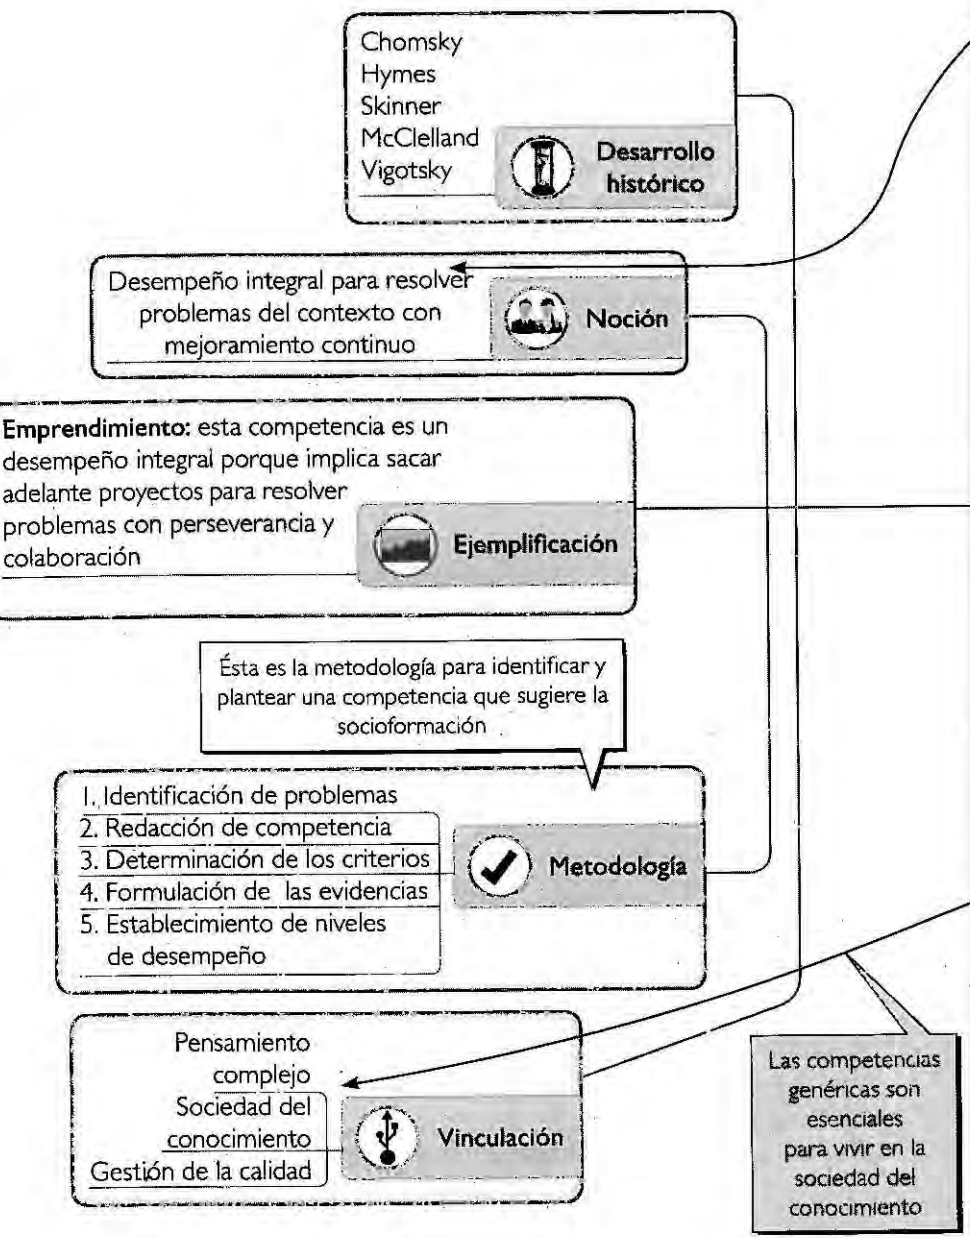 Chomsky
Hymes
Skinner
McClelland
Vigotsky
Desarrollo
histórico
Desempeño integral para resolver
problemas del contexto con
mejoramiento continuo
Noción
Emprendimiento: esta competencia es un
desempeño integral porque implica sacar
adelante proyectos para resolver
problemas con perseverancia y
colaboración
Ejemplificación
Ésta es la metodología para identificar y
plantear una competencia que sugiere la
socioformación
1. Identificación de problemas
2. Redacción de competencia
3. Determinación de los criterios
4. Formulación de las evidencias
5. Establecimiento de niveles
de desempeño
Metodología
Pensamiento
complejo
Sociedad del
conocimiento
Gestión de la calidad
Vinculación
Las competencias
genéricas son
esenciales
para vivir en la
sociedad del
conocimiento